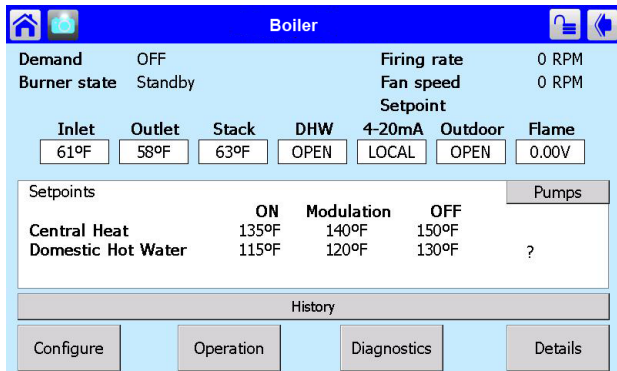 Boiler
Demand OFF Firing rate 0 RPM
Burner state Standby Fan speed 0 RPM
Setpoint
Inlet Outlet Stack DHW 4-20mA Outdoor Flame
61ºF 58ºF 63ºF OPEN LOCAL OPEN 0.00V
Setpoints Pumps
ON Modulation OFF
Central Heat 135ºF 140ºF 150ºF
Domestic Hot Water 115ºF 120ºF 130ºF ?
History
Configure Operation Diagnostics Details